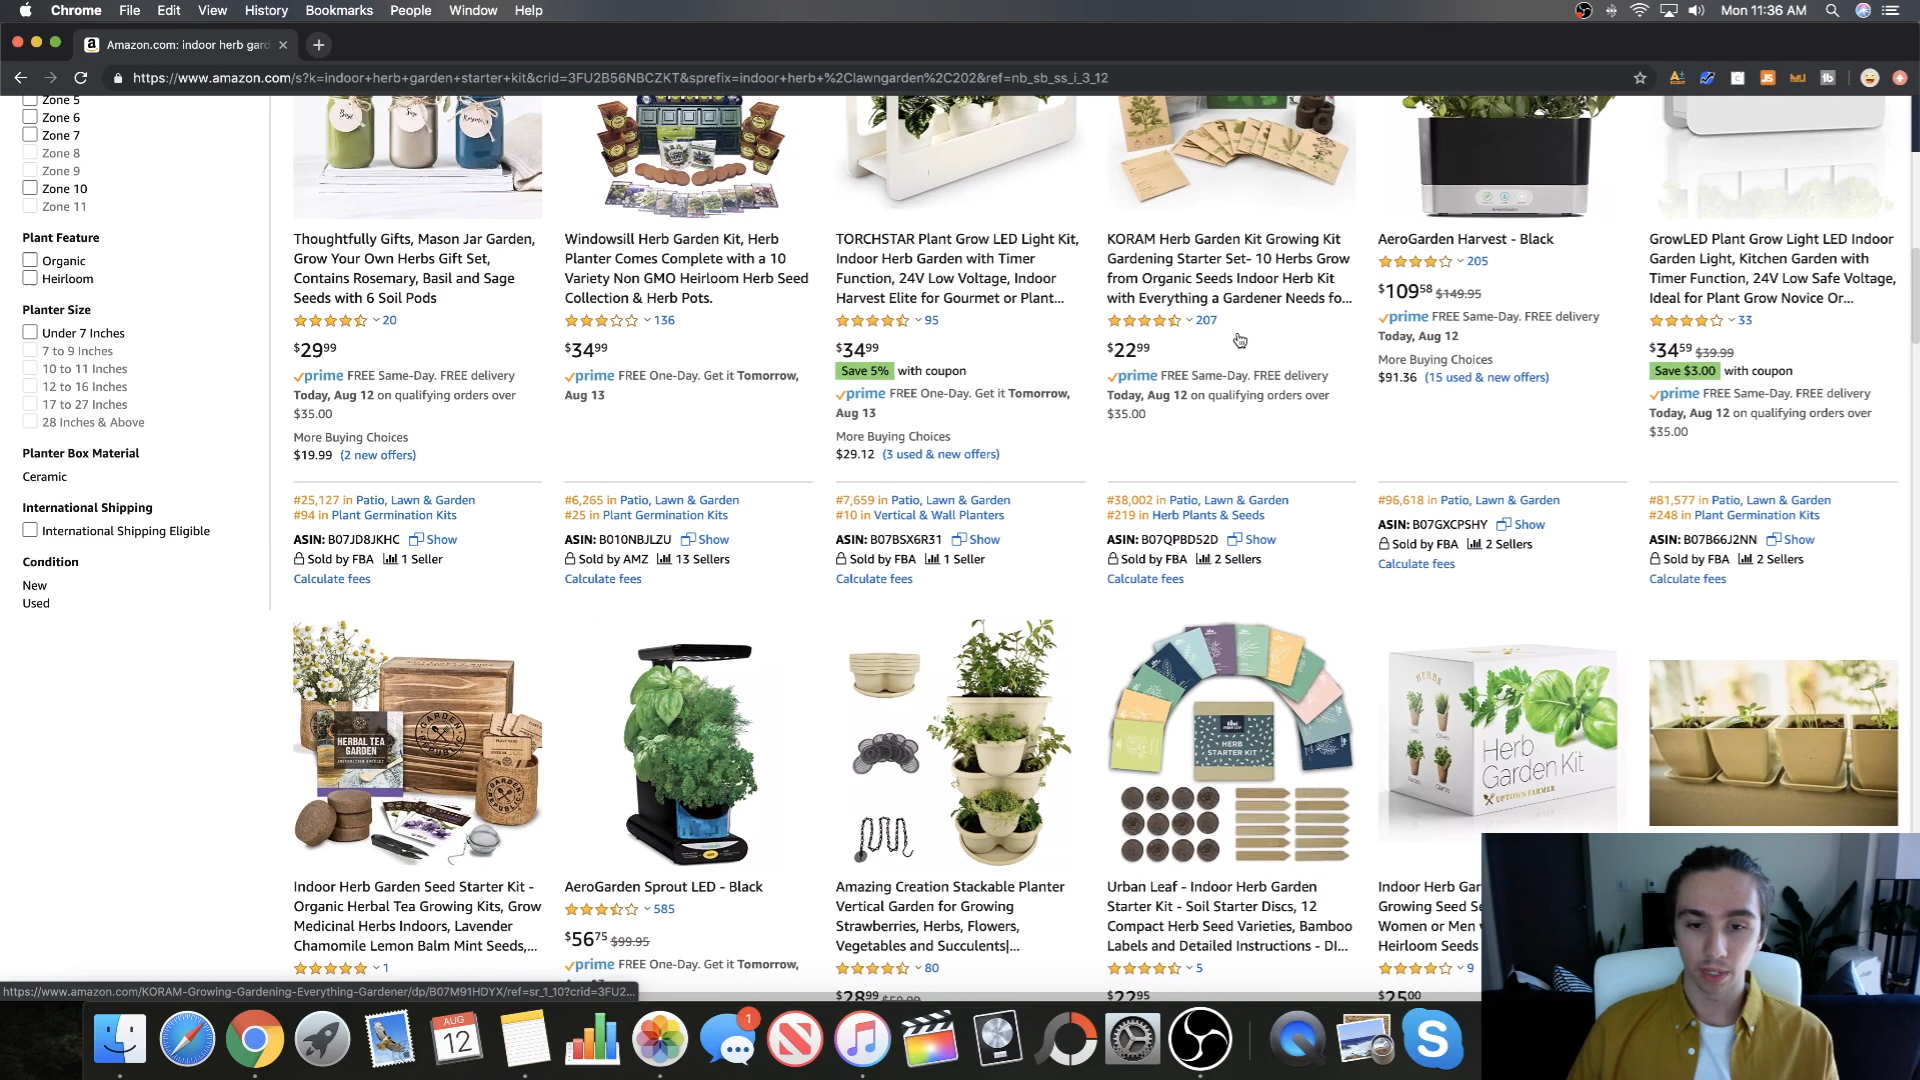 Chrome File Edit View History Bookmarks People Window Help Mon 11:36 AM
Amazon.com: indoor herb gard
https://www.amazon.com/s?k=indoor+herb+garden+starter+kit&crid=3FU2B56NBCZKT&sprefix=indoor+herb+%2Clawngarden%2C202&ref=nb_sb_ss_i_3_12
Zone 5
Zone 6
Zone 7
Zone 8
Zone 9
Zone 10
Zone 11
Plant Feature
Organic
Heirloom
Planter Size
Under 7 Inches
7 to 9 Inches
10 to 11 Inches
12 to 16 Inches
17 to 27 Inches
28 Inches & Above
Planter Box Material
Ceramic
International Shipping
International Shipping Eligible
Condition
New
Used
Thoughtfully Gifts, Mason Jar Garden,
Grow Your Own Herbs Gift Set,
Contains Rosemary, Basil and Sage
Seeds with 6 Soil Pods
20
$29.99
prime FREE Same-Day. FREE delivery
Today, Aug 12 on qualifying orders over
$35.00
More Buying Choices
$19.99 (2 new offers)
#25,127 in Patio, Lawn & Garden
#94 in Plant Germination Kits
ASIN: B07JD8JKHC Show
Sold by FBA 1 Seller
Calculate fees
Windowsill Herb Garden Kit, Herb
Planter Comes Complete with a 10
Variety Non GMO Heirloom Herb Seed
Collection & Herb Pots.
136
$34.99
prime FREE One-Day. Get it Tomorrow,
Aug 13
#6,265 in Patio, Lawn & Garden
#25 in Plant Germination Kits
ASIN: B010NBJLZU Show
Sold by AMZ 13 Sellers
Calculate fees
TORCHSTAR Plant Grow LED Light Kit,
Indoor Herb Garden with Timer
Function, 24V Low Voltage, Indoor
Harvest Elite for Gourmet or Plant...
95
$34.99
Save 5% with coupon
prime FREE One-Day. Get it Tomorrow,
Aug 13
More Buying Choices
$29.12 (3 used & new offers)
#7,659 in Patio, Lawn & Garden
#10 in Vertical & Wall Planters
ASIN: B07BSX6R31 Show
Sold by FBA 1 Seller
Calculate fees
KORAM Herb Garden Kit Growing Kit
Gardening Starter Set- 10 Herbs Grow
from Organic Seeds Indoor Herb Kit
with Everything a Gardener Needs fo...
207
$22.99
prime FREE Same-Day. FREE delivery
Today, Aug 12 on qualifying orders over
$35.00
#38,002 in Patio, Lawn & Garden
#219 in Herb Plants & Seeds
ASIN: B07QPBD52D Show
Sold by FBA 2 Sellers
Calculate fees
AeroGarden Harvest - Black
205
$109.58 $149.95
prime FREE Same-Day. FREE delivery
Today, Aug 12
More Buying Choices
$91.36 (15 used & new offers)
#96,618 in Patio, Lawn & Garden
ASIN: B07GXCPSHY Show
Sold by FBA 2 Sellers
Calculate fees
GrowLED Plant Grow Light LED Indoor
Garden Light, Kitchen Garden with
Timer Function, 24V Low Safe Voltage,
Ideal for Plant Grow Novice Or...
33
$34.59 $39.99
Save $3.00 with coupon
prime FREE Same-Day. FREE delivery
Today, Aug 12 on qualifying orders over
$35.00
#81,577 in Patio, Lawn & Garden
#248 in Plant Germination Kits
ASIN: B07B66J2NN Show
Sold by FBA 2 Sellers
Calculate fees
HERBAL TEA
GARDEN
GARDEN
REPUBLIC
Indoor Herb Garden Seed Starter Kit -
Organic Herbal Tea Growing Kits, Grow
Medicinal Herbs Indoors, Lavender
Chamomile Lemon Balm Mint Seeds,...
1
AeroGarden Sprout LED - Black
585
$56.75 $99.95
prime FREE One-Day. Get it Tomorrow,
Amazing Creation Stackable Planter
Vertical Garden for Growing
Strawberries, Herbs, Flowers,
Vegetables and Succulents|...
80
$28.99
HERB
STARTER KIT
Urban Leaf - Indoor Herb Garden
Starter Kit - Soil Starter Discs, 12
Compact Herb Seed Varieties, Bamboo
Labels and Detailed Instructions - DI...
5
$22.95
HERBS
Herb
Garden Kit
UPTOWN FARMER
Indoor Herb Gar
Growing Seed Se
Women or Men
Heirloom Seeds
9
$25.00
https://www.amazon.com/KORAM-Growing-Gardening-Everything-Gardener/dp/B07M91HDYX/ref=sr_1_10?crid=3FU2...
AUG
12
1